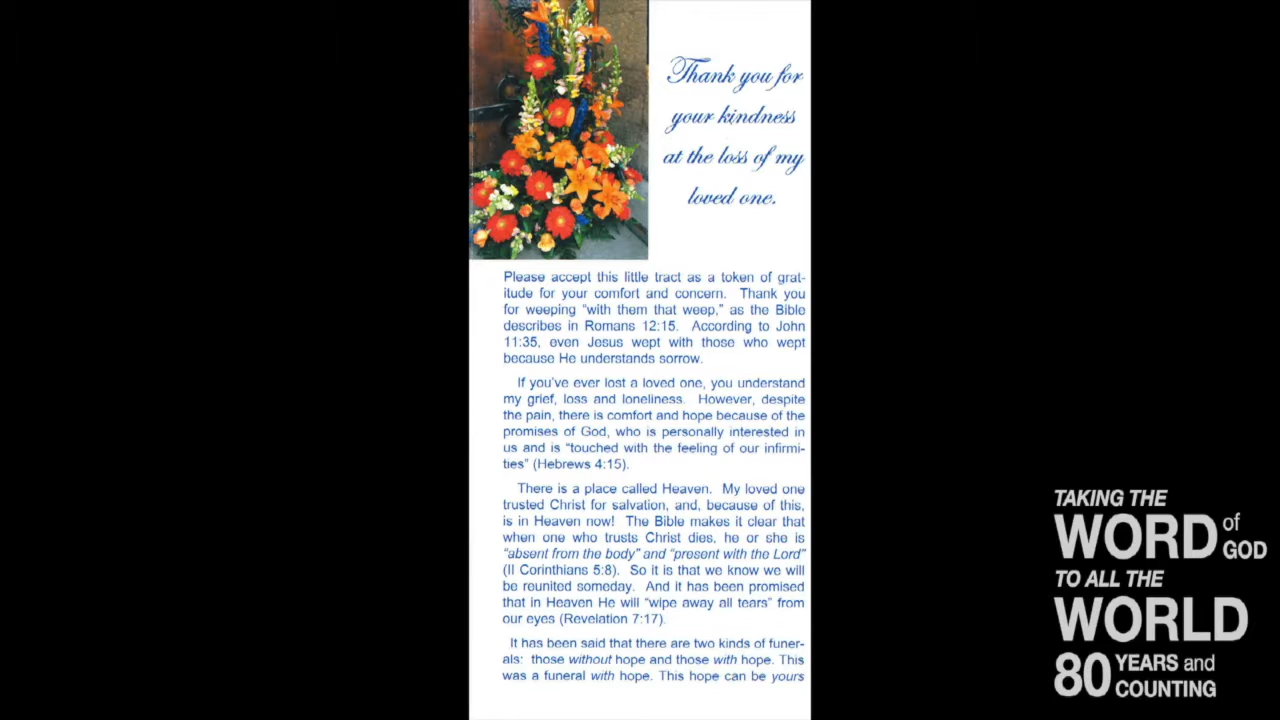 Thank you for
your kindness
at the loss of my
loved one.
Please accept this little tract as a token of grat-
itude for your comfort and concern. Thank you
for weeping “with them that weep,” as the Bible
describes in Romans 12:15. According to John
11:35, even Jesus wept with those who wept
because He understands sorrow.
If you’ve ever lost a loved one, you understand
my grief, loss and loneliness. However, despite
the pain, there is comfort and hope because of the
promises of God, who is personally interested in
us and is “touched with the feeling of our infirmi-
ties” (Hebrews 4:15).
There is a place called Heaven. My loved one
trusted Christ for salvation, and, because of this,
is in Heaven now! The Bible makes it clear that
when one who trusts Christ dies, he or she is
“absent from the body” and “present with the Lord”
(II Corinthians 5:8). So it is that we know we will
be reunited someday. And it has been promised
that in Heaven He will “wipe away all tears” from
our eyes (Revelation 7:17).
It has been said that there are two kinds of funer-
als: those without hope and those with hope. This
was a funeral with hope. This hope can be yours
TAKING THE
WORD of GOD
TO ALL THE
WORLD
80 YEARS and COUNTING